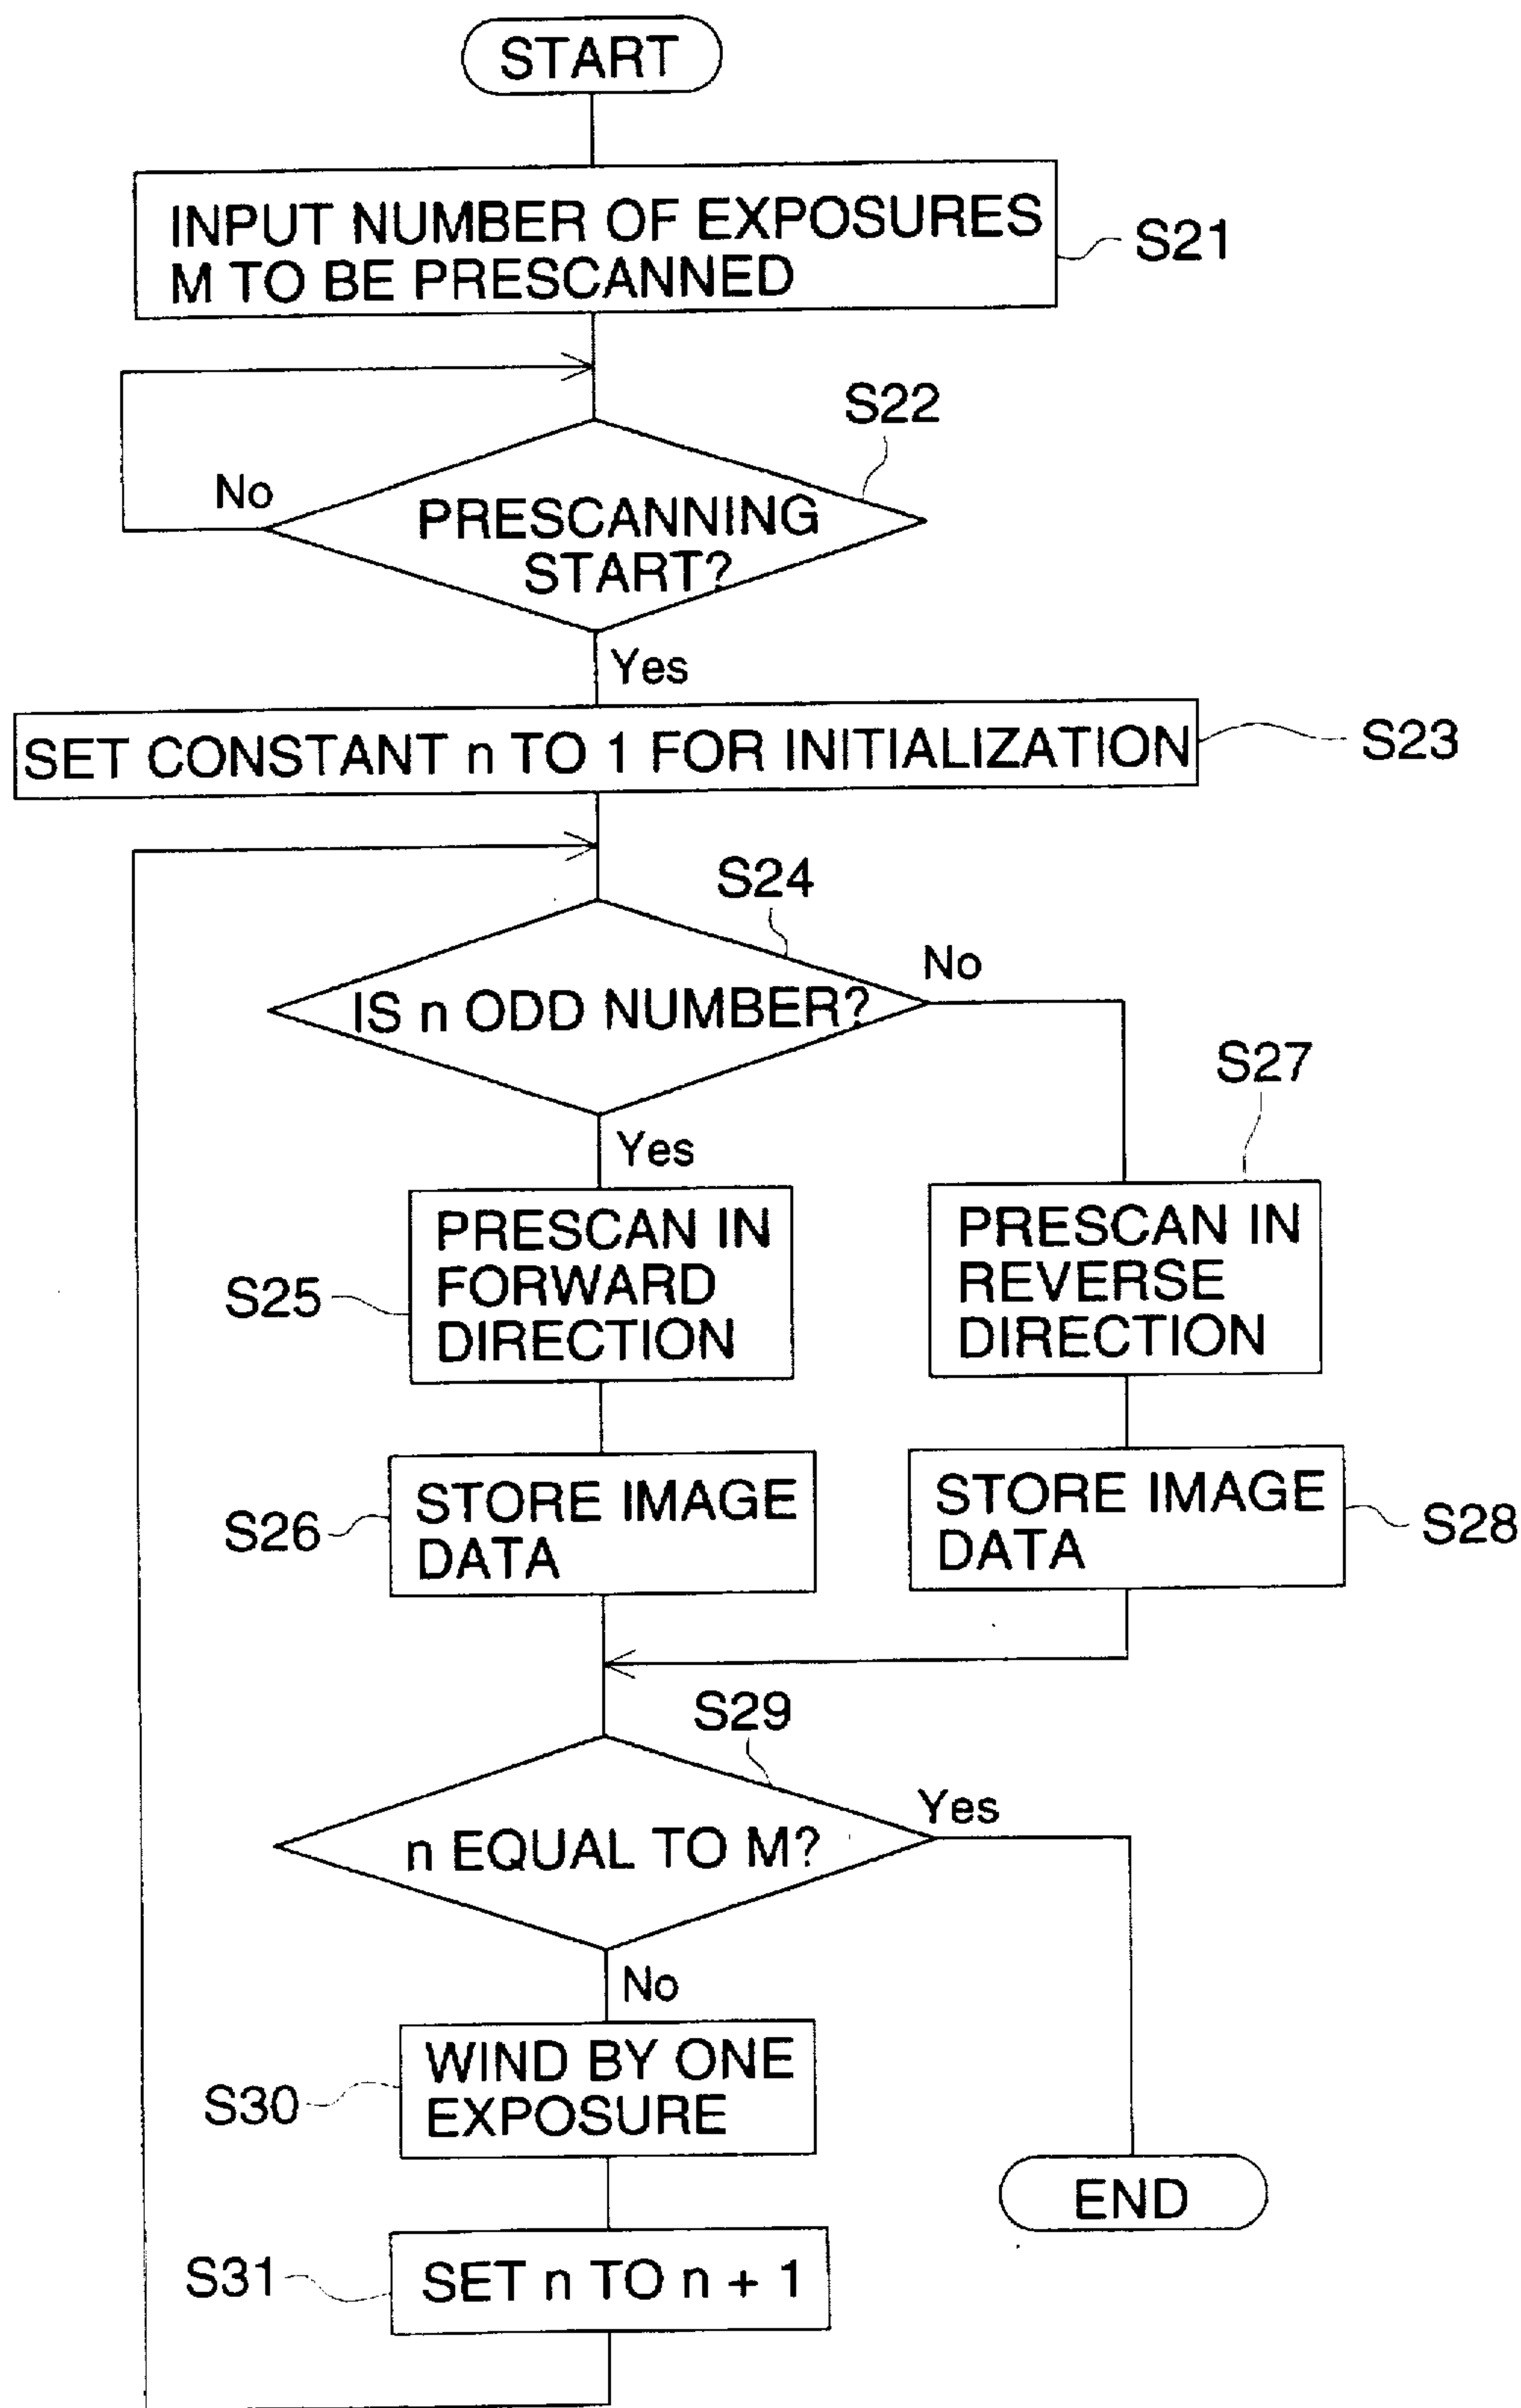 START
INPUT NUMBER OF EXPOSURES
M TO BE PRESCANNED
S21
S22
No
PRESCANNING
START?
Yes
SET CONSTANT n TO 1 FOR INITIALIZATION
S23
S24
No
IS n ODD NUMBER?
S27
Yes
PRESCAN IN
FORWARD
DIRECTION
S25
PRESCAN IN
REVERSE
DIRECTION
STORE IMAGE
DATA
S26
STORE IMAGE
DATA
S28
S29
Yes
n EQUAL TO M?
No
WIND BY ONE
EXPOSURE
S30
END
S31
SET n TO n + 1